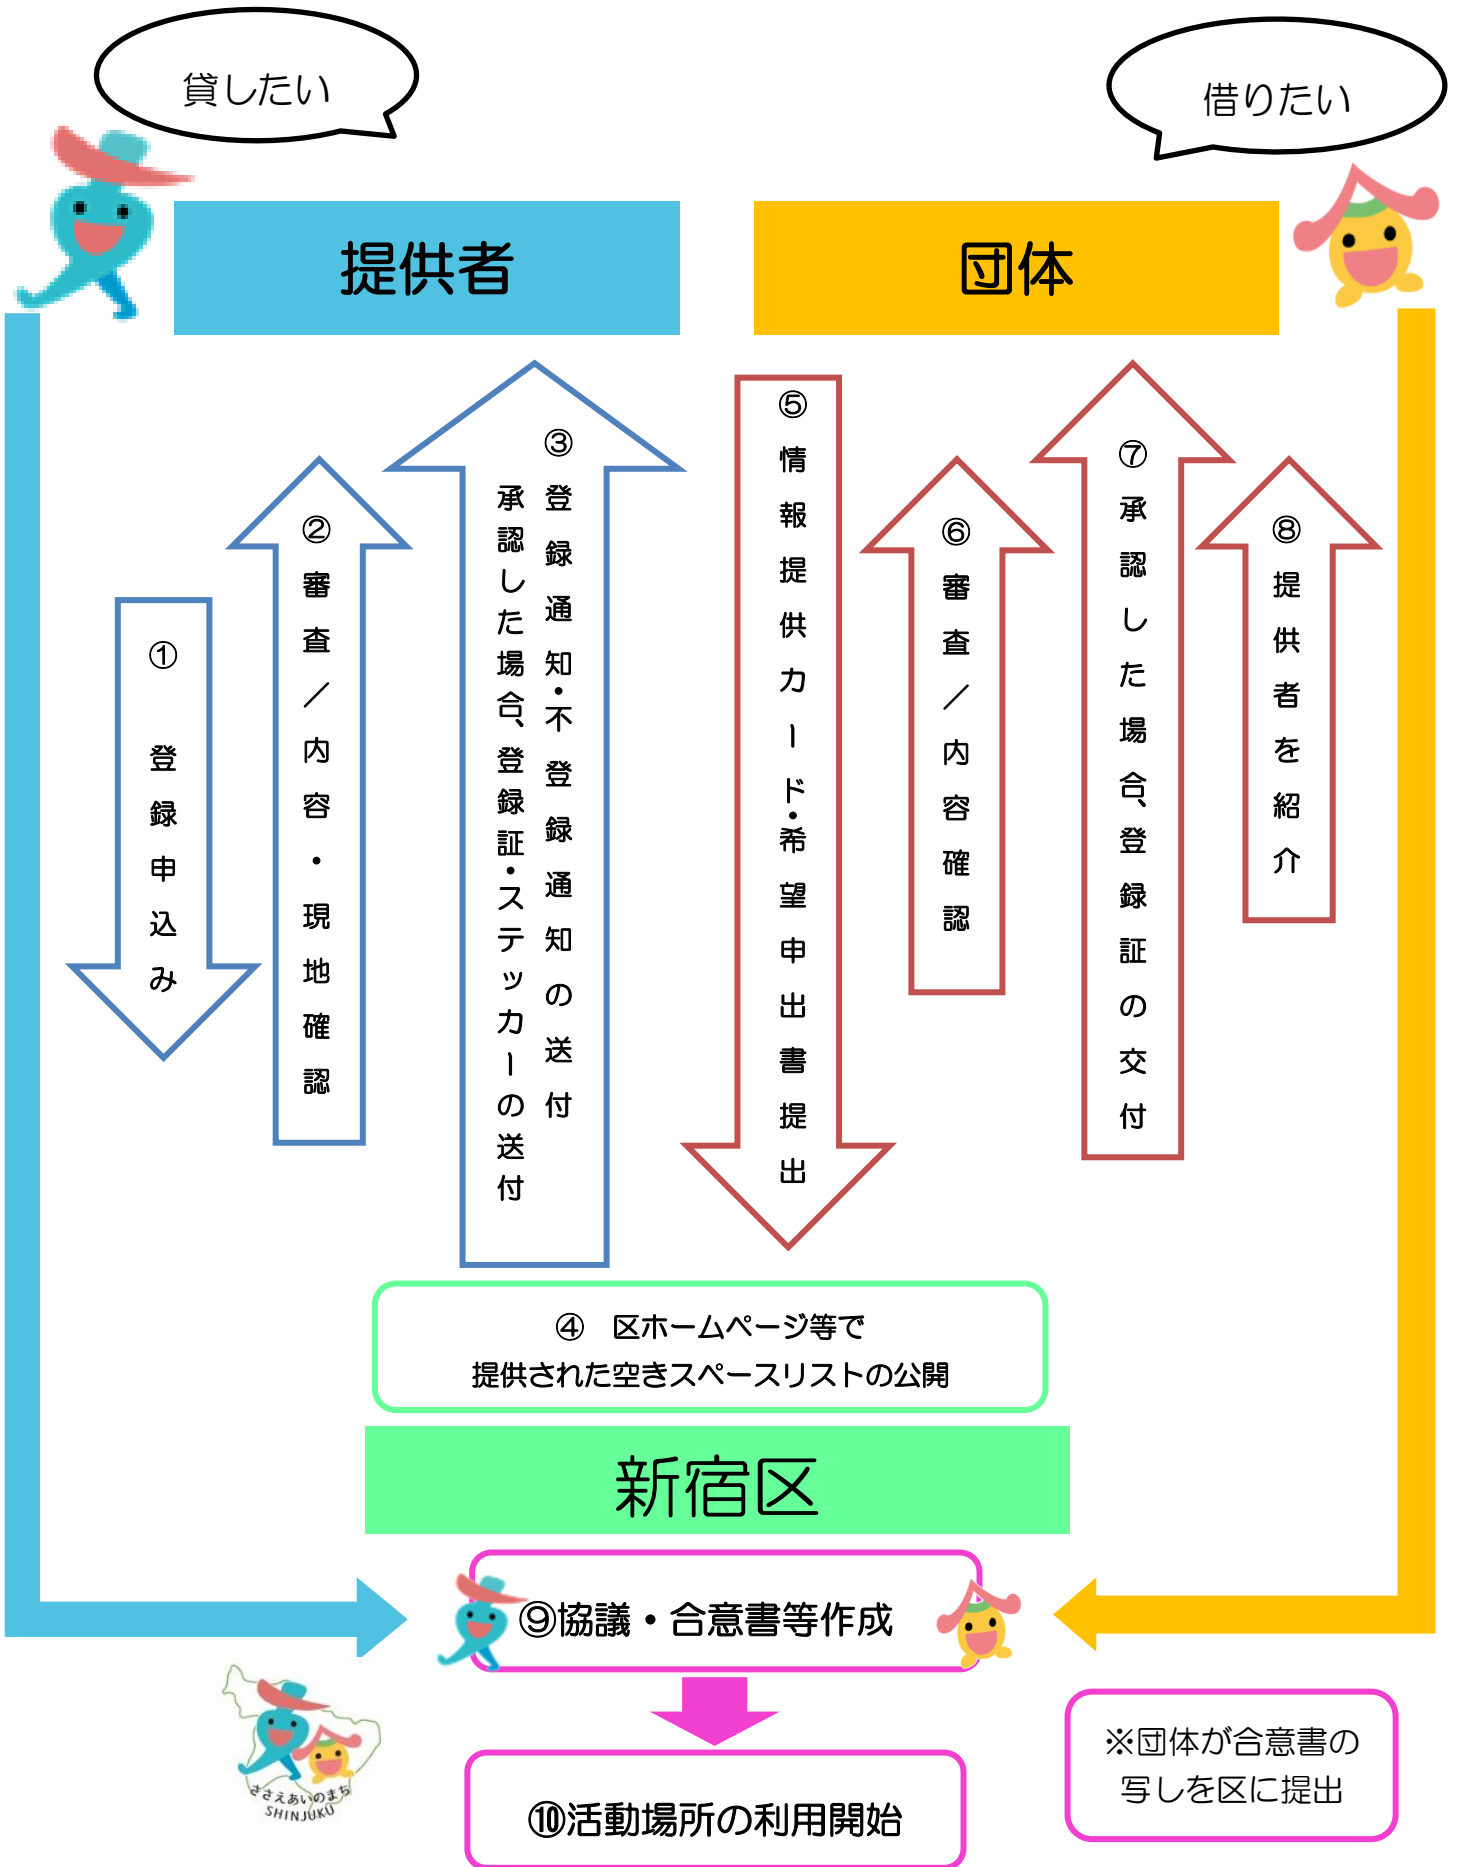 貸したい
借りたい
提供者
団体
① 登録申込み
②審査／内容・現地確認
③登録通知・不登録通知の送付
承認した場合、登録証・ステッカーの送付
⑤情報提供カード・希望申出書提出
⑥審査／内容確認
⑦承認した場合、登録証の交付
⑧提供者を紹介
④　区ホームページ等で
提供された空きスペースリストの公開
新宿区
⑨協議・合意書等作成
ささえあいのまち
SHINJUKU
※団体が合意書の
写しを区に提出
⑩活動場所の利用開始